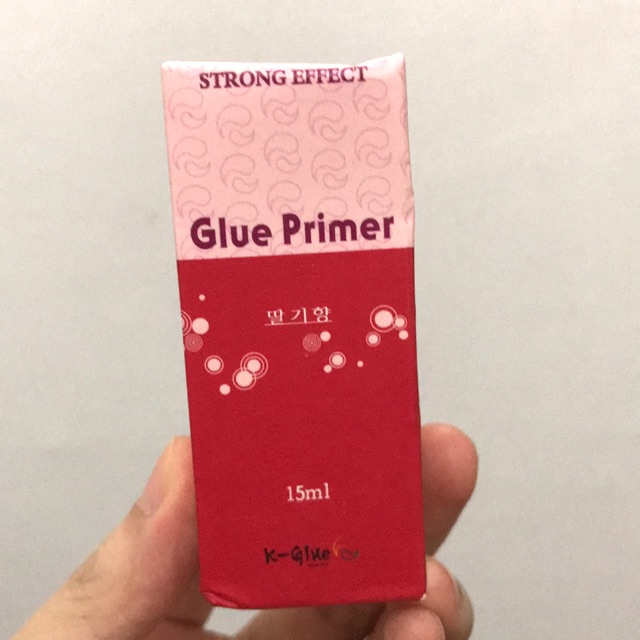 STRONG EFFECT
Glue Primer
딸기향
15ml
K-Glue